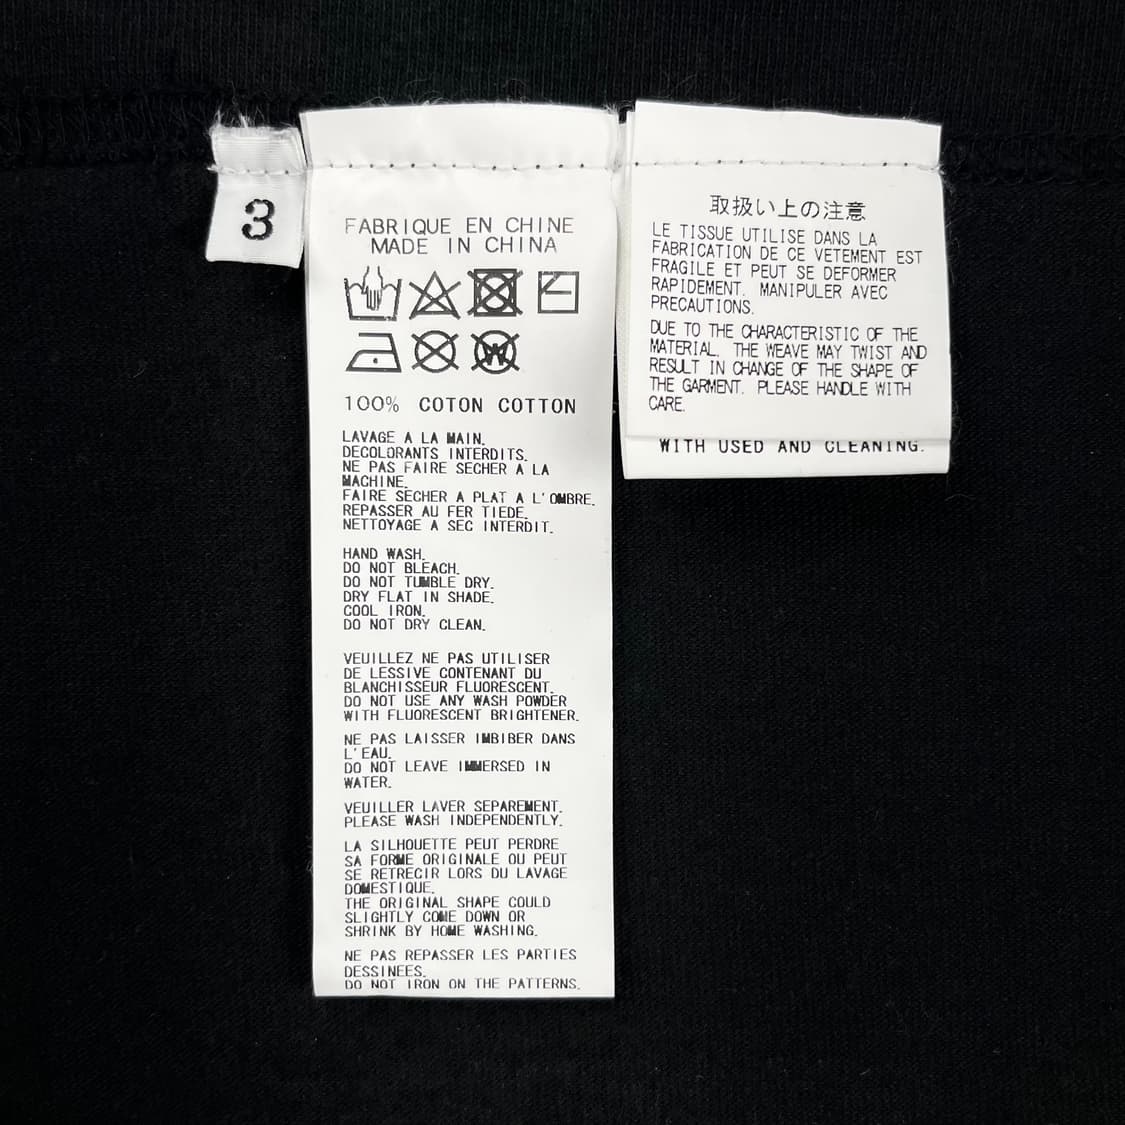 3
FABRIQUE EN CHINE
MADE IN CHINA
W
100% COTON COTTON
LAVAGE A LA MAIN.
DECOLORANTS INTERDITS.
NE PAS FAIRE SECHER A LA
MACHINE.
FAIRE SECHER A PLAT A L'OMBRE.
REPASSER AU FER TIEDE.
NETTOYAGE A SEC INTERDIT.
HAND WASH.
DO NOT BLEACH.
DO NOT TUMBLE DRY.
DRY FLAT IN SHADE.
COOL IRON.
DO NOT DRY CLEAN.
VEUILLEZ NE PAS UTILISER
DE LESSIVE CONTENANT DU
BLANCHISSEUR FLUORESCENT.
DO NOT USE ANY WASH POWDER
WITH FLUORESCENT BRIGHTENER.
NE PAS LAISSER IMBIBER DANS
L'EAU.
DO NOT LEAVE IMMERSED IN
WATER.
VEUILLER LAVER SEPAREMENT.
PLEASE WASH INDEPENDENTLY.
LA SILHOUETTE PEUT PERDRE
SA FORME ORIGINALE OU PEUT
SE RETRECIR LORS DU LAVAGE
DOMESTIQUE.
THE ORIGINAL SHAPE COULD
SLIGHTLY COME DOWN OR
SHRINK BY HOME WASHING.
NE PAS REPASSER LES PARTIES
DESSINEES.
DO NOT IRON ON THE PATTERNS.
取扱い上の注意
LE TISSUE UTILISE DANS LA
FABRICATION DE CE VETEMENT EST
FRAGILE ET PEUT SE DEFORMER
RAPIDEMENT. MANIPULER AVEC
PRECAUTIONS.
DUE TO THE CHARACTERISTIC OF THE
MATERIAL, THE WEAVE MAY TWIST AND
RESULT IN CHANGE OF THE SHAPE OF
THE GARMENT. PLEASE HANDLE WITH
CARE.
WITH USED AND CLEANING.